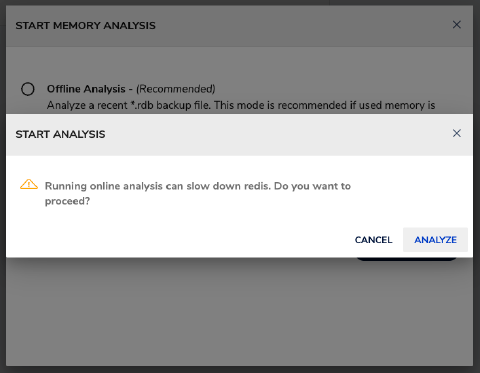 START MEMORY ANALYSIS
Offline Analysis - (Recommended)
Analyze a recent *.rdb backup file. This mode is recommended if used memory is
START ANALYSIS
Running online analysis can slow down redis. Do you want to
proceed?
CANCEL ANALYZE